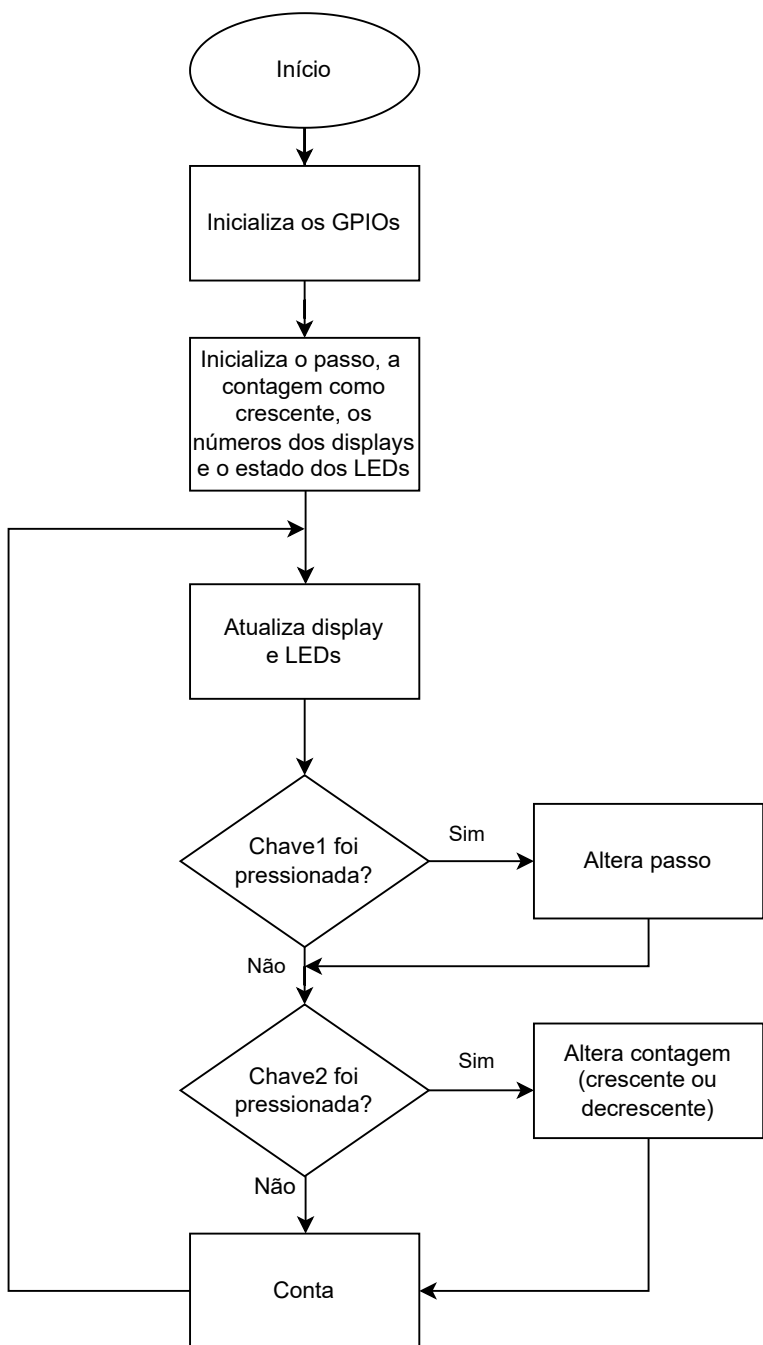 Início
Inicializa os GPIOs
Inicializa o passo, a
contagem como
crescente, os
números dos displays
e o estado dos LEDs
Atualiza display
e LEDs
Chave1 foi
pressionada?
Sim
Altera passo
Não
Chave2 foi
pressionada?
Sim
Altera contagem
(crescente ou
decrescente)
Não
Conta